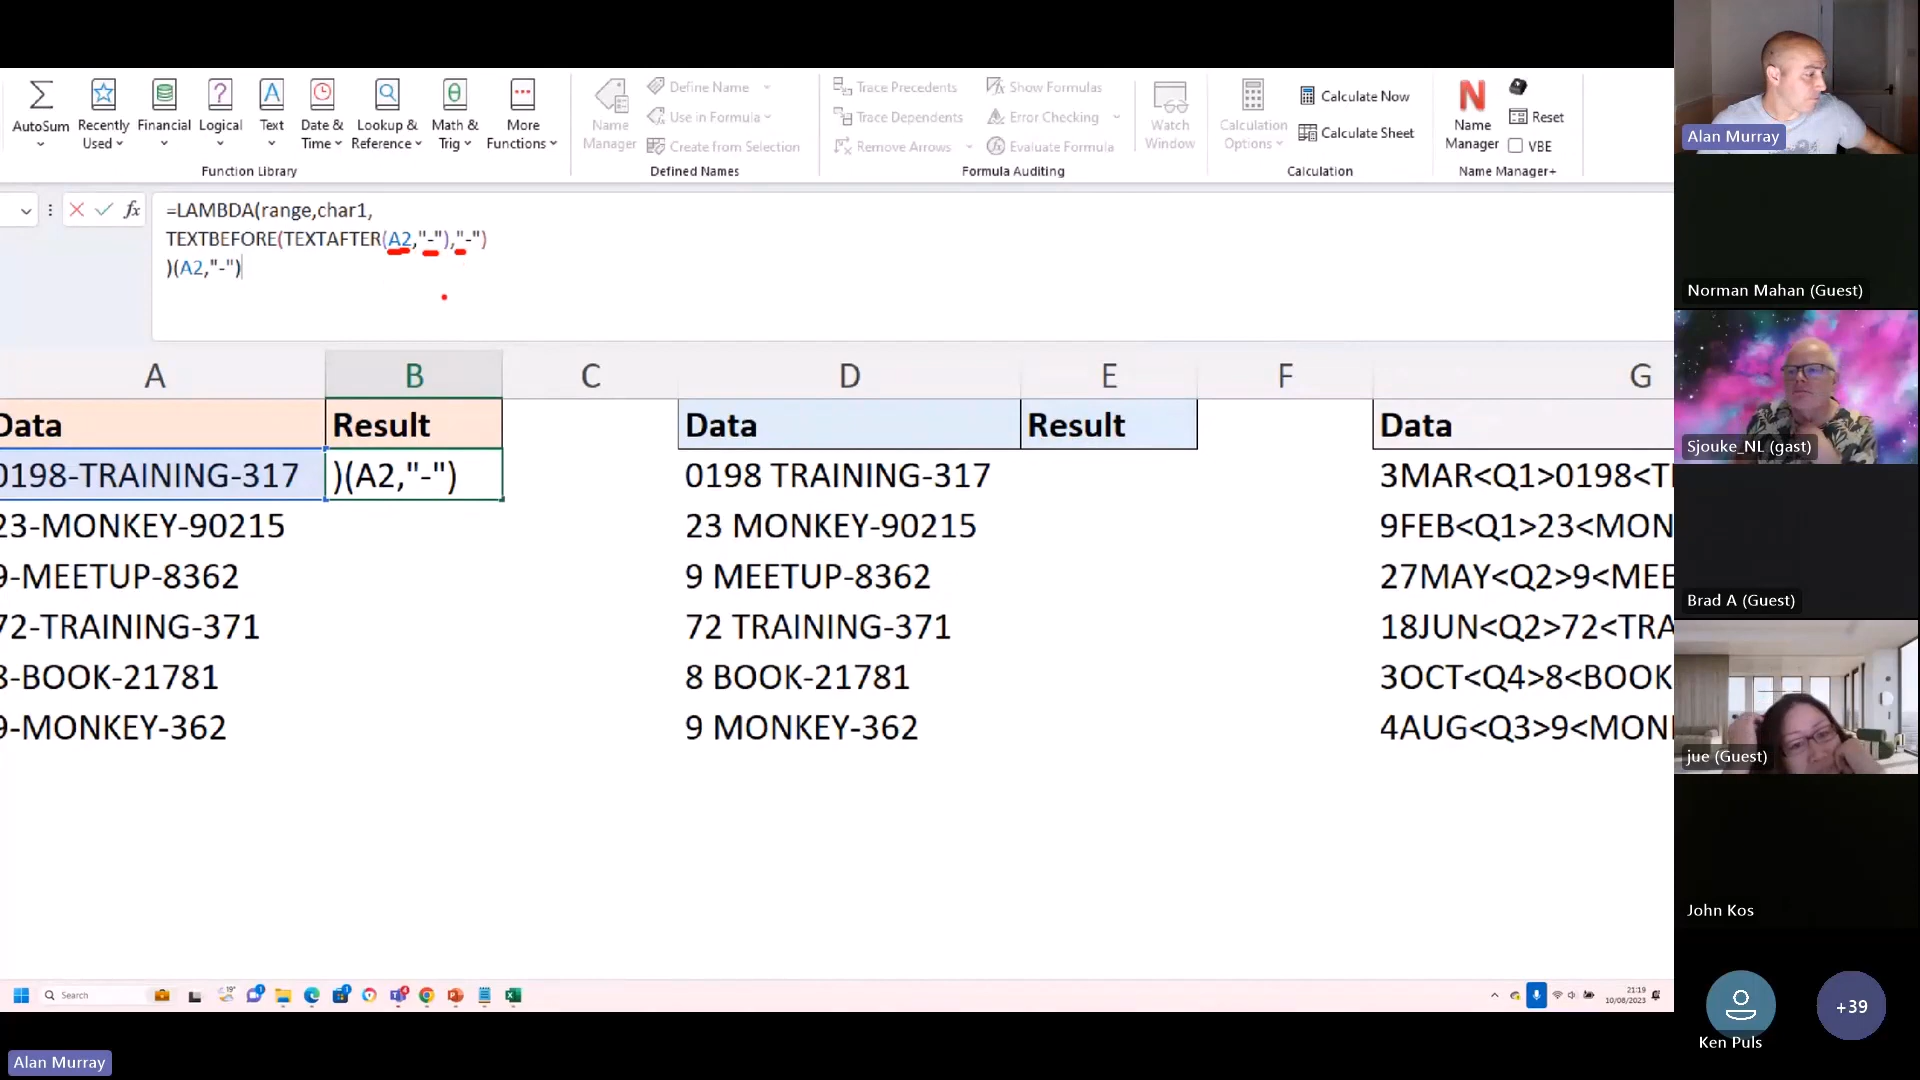 AutoSum
Recently Used
Financial
Logical
Text
Date & Time
Lookup & Reference
Math & Trig
More Functions
Function Library
Name Manager
Define Name
Use in Formula
Create from Selection
Defined Names
Trace Precedents
Trace Dependents
Remove Arrows
Show Formulas
Error Checking
Evaluate Formula
Formula Auditing
Watch Window
Calculation Options
Calculate Now
Calculate Sheet
Calculation
Name Manager
Reset
VBE
Name Manager+
fx
=LAMBDA(range,char1,
TEXTBEFORE(TEXTAFTER(A2,"-"),"-")
)(A2,"-")
A B C D E F G
Data Result Data Result Data
0198-TRAINING-317 )(A2,"-") 0198 TRAINING-317 3MAR<Q1>0198<T
23-MONKEY-90215 23 MONKEY-90215 9FEB<Q1>23<MON
9-MEETUP-8362 9 MEETUP-8362 27MAY<Q2>9<MEE
72-TRAINING-371 72 TRAINING-371 18JUN<Q2>72<TRA
8-BOOK-21781 8 BOOK-21781 3OCT<Q4>8<BOOK
9-MONKEY-362 9 MONKEY-362 4AUG<Q3>9<MON
Search
19°
21:19
10/08/2023
Alan Murray
Alan Murray
Norman Mahan (Guest)
Sjouke_NL (gast)
Brad A (Guest)
jue (Guest)
John Kos
Ken Puls
+39